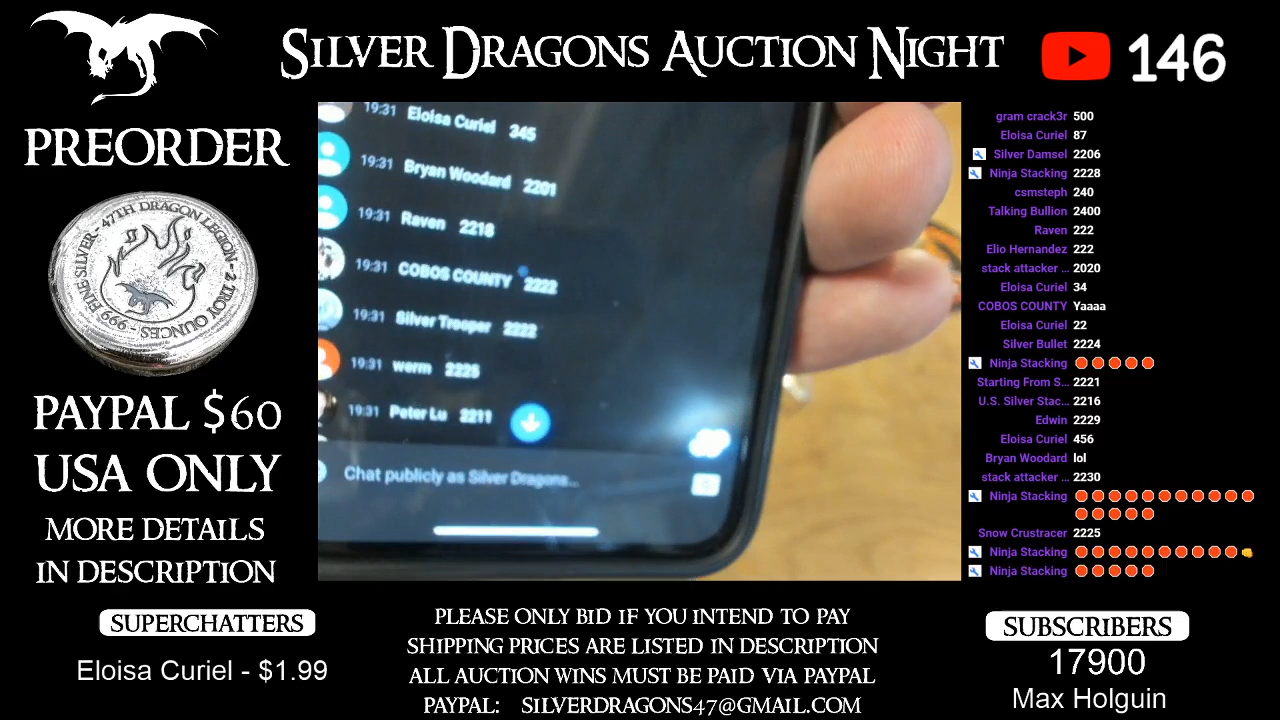 SILVER DRAGONS AUCTION NIGHT
146
PREORDER
.999 FINE SILVER - 47TH DRAGON LEGION - 2 TROY OUNCES -
PAYPAL $60
USA ONLY
MORE DETAILS
IN DESCRIPTION
SUPERCHATTERS
Eloisa Curiel - $1.99
19:31 Eloisa Curiel 345
19:31 Bryan Woodard 2201
19:31 Raven 2218
19:31 COBOS COUNTY 2222
19:31 Silver Trooper 2222
19:31 worm 2225
19:31 Peter Lu 2211
Chat publicly as Silver Dragons...
gram crack3r 500
Eloisa Curiel 87
Silver Damsel 2206
Ninja Stacking 2228
csmsteph 240
Talking Bullion 2400
Raven 222
Elio Hernandez 222
stack attacker ... 2020
Eloisa Curiel 34
COBOS COUNTY Yaaaa
Eloisa Curiel 22
Silver Bullet 2224
Ninja Stacking
Starting From S... 2221
U.S. Silver Stac... 2216
Edwin 2229
Eloisa Curiel 456
Bryan Woodard lol
stack attacker ... 2230
Ninja Stacking
Snow Crustracer 2225
Ninja Stacking
Ninja Stacking
PLEASE ONLY BID IF YOU INTEND TO PAY
SHIPPING PRICES ARE LISTED IN DESCRIPTION
ALL AUCTION WINS MUST BE PAID VIA PAYPAL
PAYPAL: SILVERDRAGONS47@GMAIL.COM
SUBSCRIBERS
17900
Max Holguin